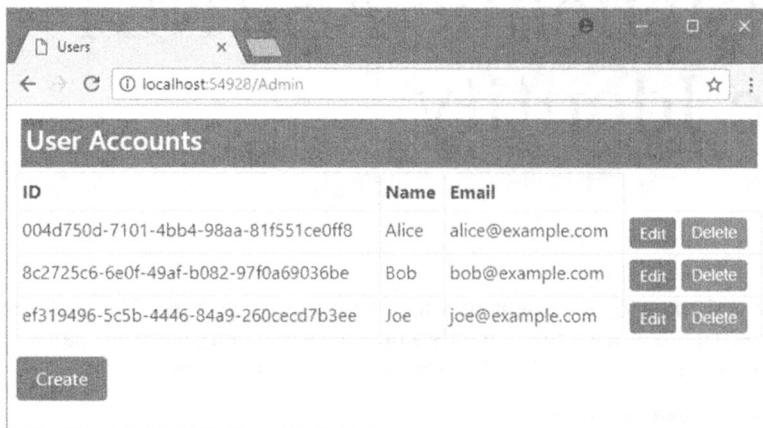 Users
localhost:54928/Admin
User Accounts
ID Name Email
004d750d-7101-4bb4-98aa-81f551ce0ff8 Alice alice@example.com Edit Delete
8c2725c6-6e0f-49af-b082-97f0a69036be Bob bob@example.com Edit Delete
ef319496-5c5b-4446-84a9-260cecd7b3ee Joe joe@example.com Edit Delete
Create